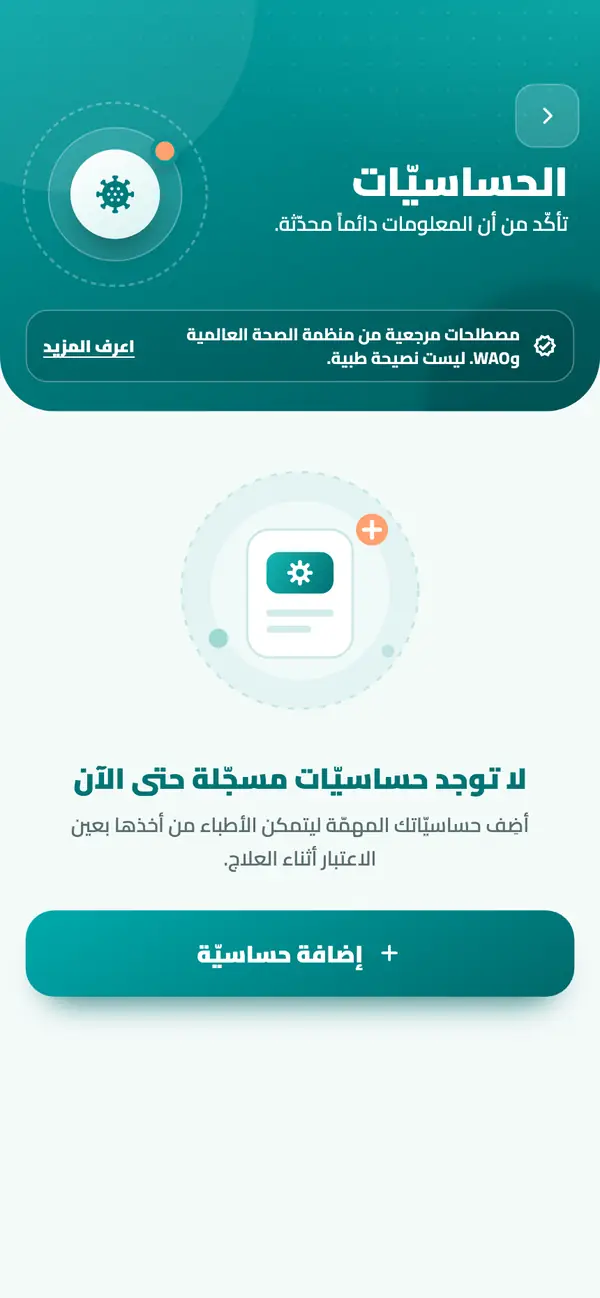 الحساسيّات
تأكّد من أن المعلومات دائماً محدّثة.
مصطلحات مرجعية من منظمة الصحة العالمية
وWAO. ليست نصيحة طبية.
اعرف المزيد
لا توجد حساسيّات مسجّلة حتى الآن
أضِف حساسيّاتك المهمّة ليتمكن الأطباء من أخذها بعين
الاعتبار أثناء العلاج.
إضافة حساسيّة